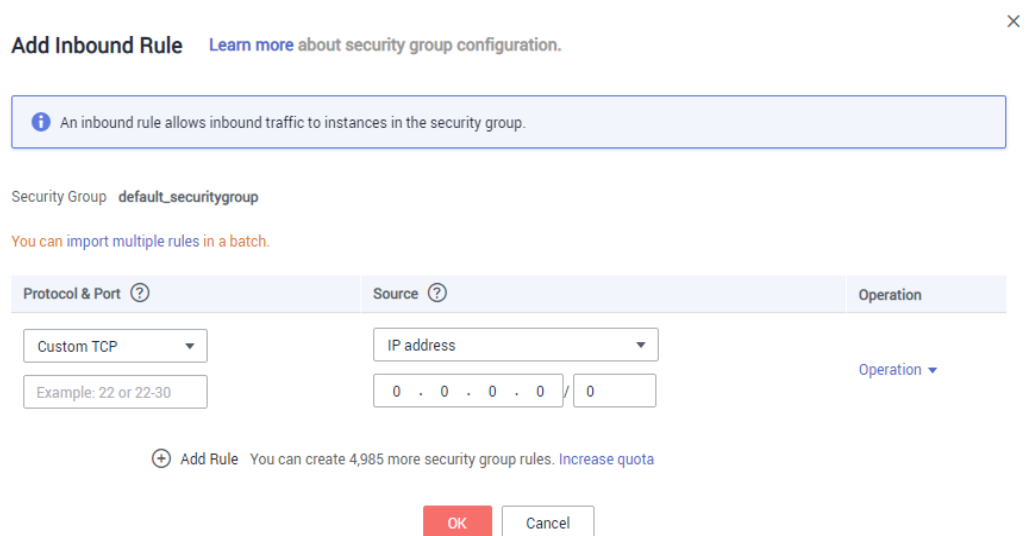 Add Inbound Rule Learn more about security group configuration.
An inbound rule allows inbound traffic to instances in the security group.
Security Group default_securitygroup
You can import multiple rules in a batch.
Protocol & Port ? Source ? Operation
Custom TCP IP address
Operation
Example: 22 or 22-30 0 . 0 . 0 . 0 / 0
Add Rule You can create 4,985 more security group rules. Increase quota
OK Cancel